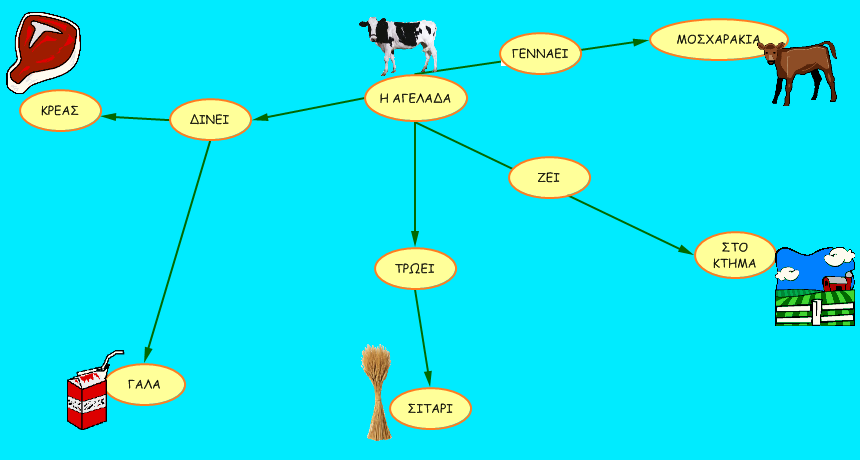 ΓΕΝΝΑΕΙ
ΜΟΣΧΑΡΑΚΙΑ
Η ΑΓΕΛΑΔΑ
ΚΡΕΑΣ
ΔΙΝΕΙ
ΖΕΙ
ΣΤΟ
ΚΤΗΜΑ
ΤΡΩΕΙ
ΓΑΛΑ
ΣΙΤΑΡΙ